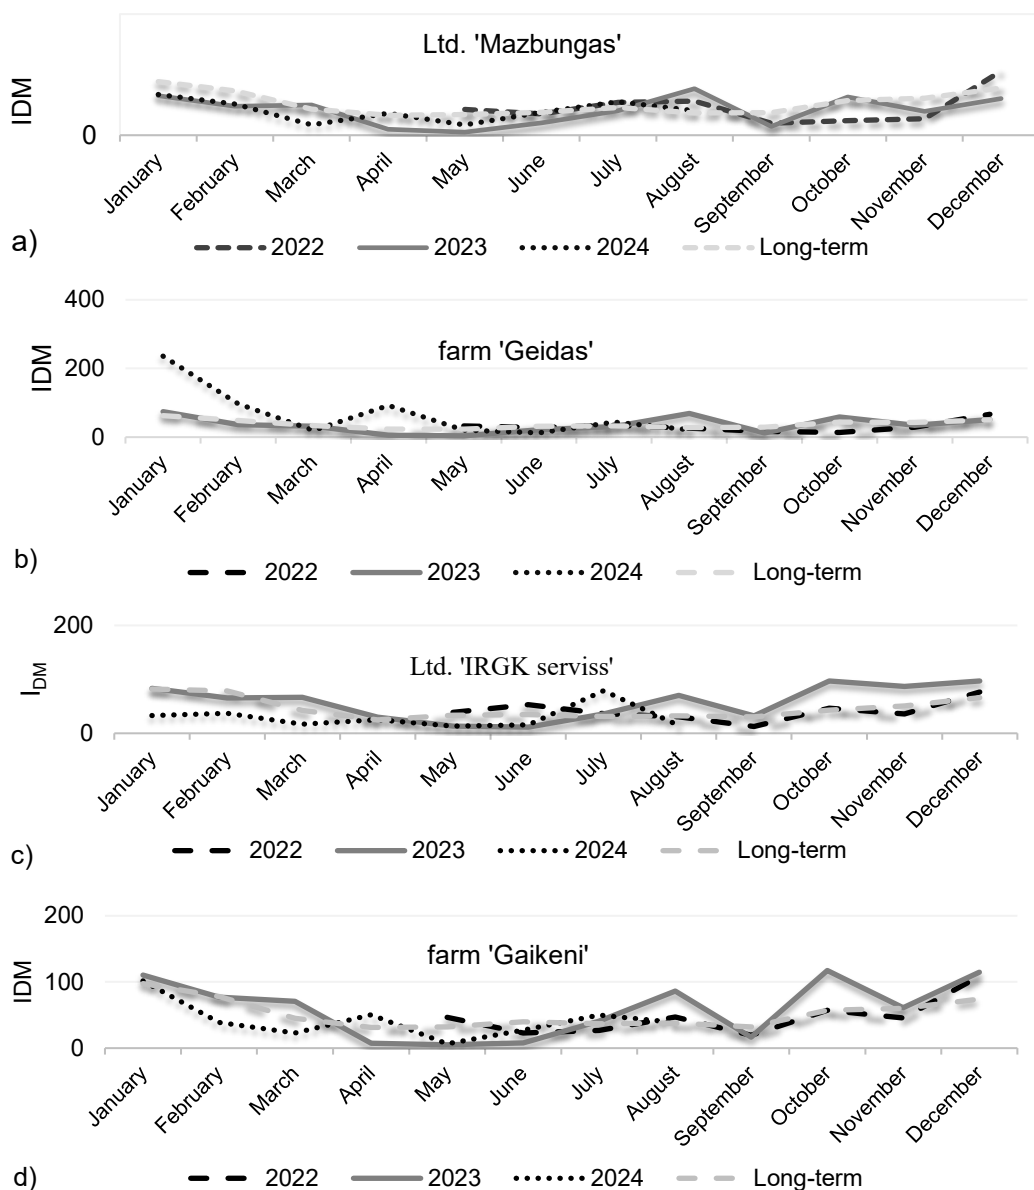 Ltd. 'Mazbungas'
IDM
0
January February March April May June July August September October November December
a)
2022 2023 2024 Long-term
400
farm 'Geidas'
IDM
200
0
January February March April May June July August September October November December
b)
2022 2023 2024 Long-term
200
Ltd. 'IRGK serviss'
IDM
0
January February March April May June July August September October November December
c)
2022 2023 2024 Long-term
200
farm 'Gaikeni'
IDM
100
0
January February March April May June July August September October November December
d)
2022 2023 2024 Long-term